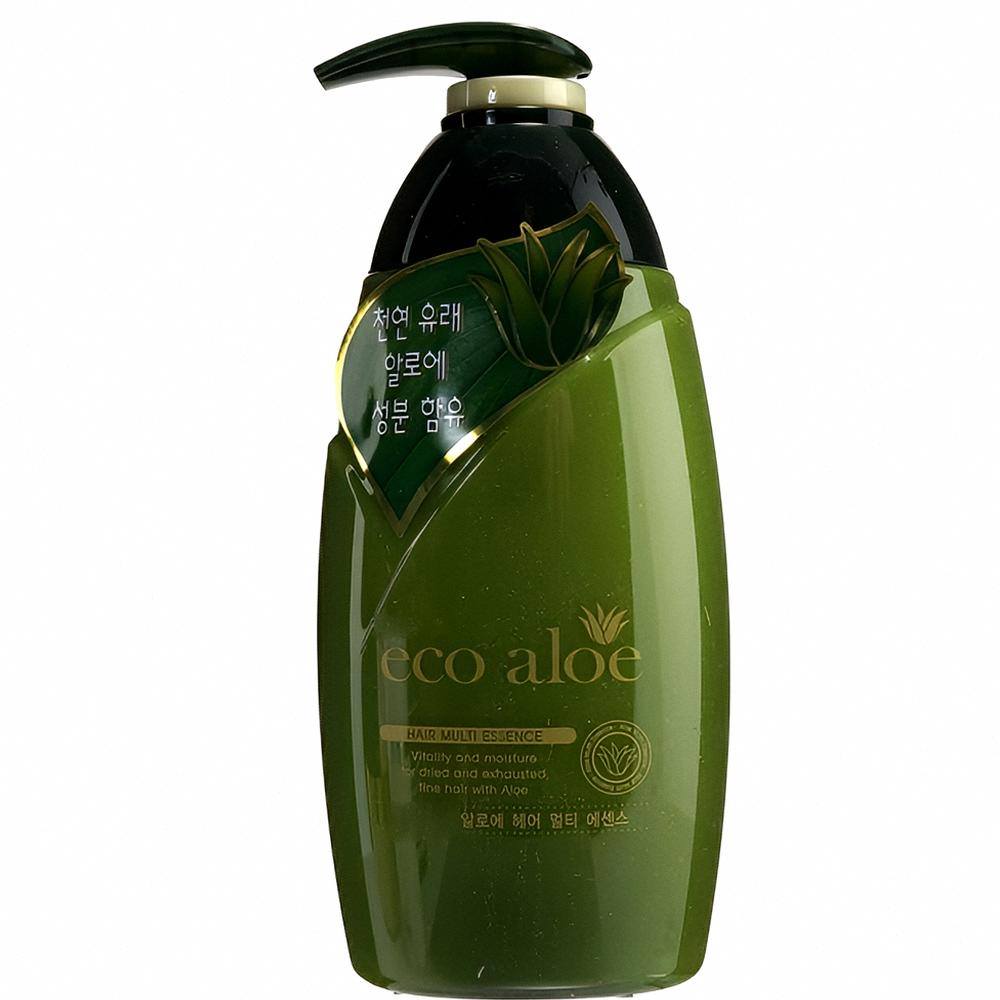 천연 유래
알로에
성분 함유
eco aloe
HAIR MULTI ESSENCE
Vitality and moisture
for dried and exhausted,
fine hair with Aloe
알로에 헤어 멀티 에센스